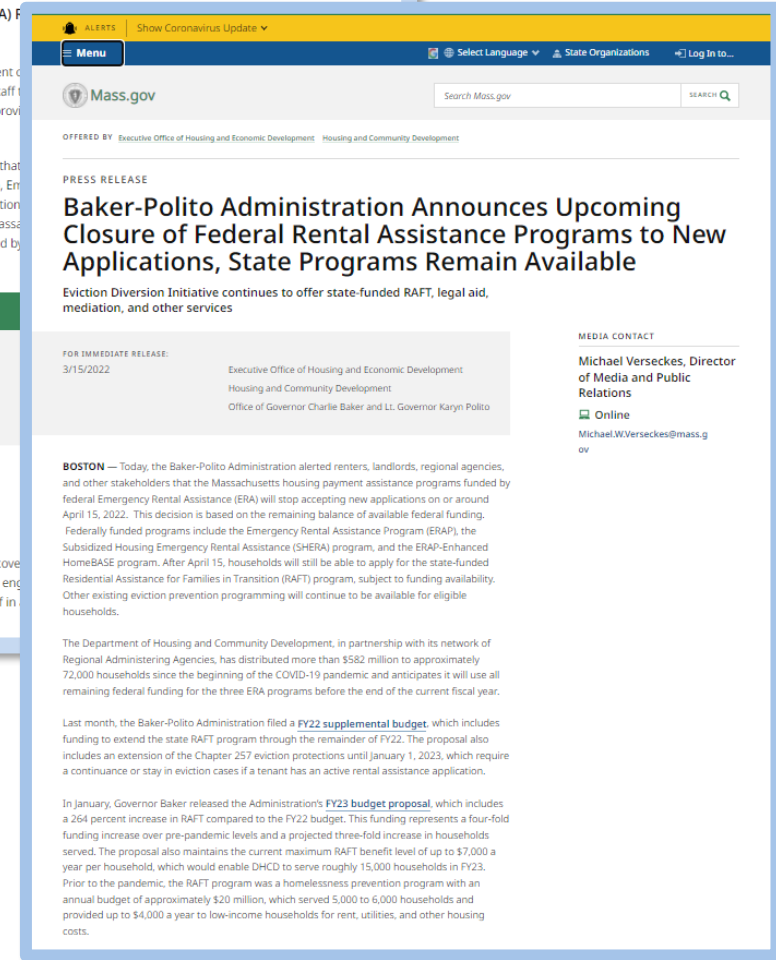 A) R
ALERTS Show Coronavirus Update
Menu Select Language State Organizations Log In to...
Mass.gov Search Mass.gov SEARCH
OFFERED BY Executive Office of Housing and Economic Development Housing and Community Development
PRESS RELEASE
Baker-Polito Administration Announces Upcoming
Closure of Federal Rental Assistance Programs to New
Applications, State Programs Remain Available
Eviction Diversion Initiative continues to offer state-funded RAFT, legal aid,
mediation, and other services
FOR IMMEDIATE RELEASE:
3/15/2022 Executive Office of Housing and Economic Development
Housing and Community Development
Office of Governor Charlie Baker and Lt. Governor Karyn Polito
MEDIA CONTACT
Michael Verseckes, Director
of Media and Public
Relations
Online
Michael.W.Verseckes@mass.g
ov
BOSTON — Today, the Baker-Polito Administration alerted renters, landlords, regional agencies,
and other stakeholders that the Massachusetts housing payment assistance programs funded by
federal Emergency Rental Assistance (ERA) will stop accepting new applications on or around
April 15, 2022. This decision is based on the remaining balance of available federal funding.
Federally funded programs include the Emergency Rental Assistance Program (ERAP), the
Subsidized Housing Emergency Rental Assistance (SHERA) program, and the ERAP-Enhanced
HomeBASE program. After April 15, households will still be able to apply for the state-funded
Residential Assistance for Families in Transition (RAFT) program, subject to funding availability.
Other existing eviction prevention programming will continue to be available for eligible
households.
The Department of Housing and Community Development, in partnership with its network of
Regional Administering Agencies, has distributed more than $582 million to approximately
72,000 households since the beginning of the COVID-19 pandemic and anticipates it will use all
remaining federal funding for the three ERA programs before the end of the current fiscal year.
Last month, the Baker-Polito Administration filed a FY22 supplemental budget, which includes
funding to extend the state RAFT program through the remainder of FY22. The proposal also
includes an extension of the Chapter 257 eviction protections until January 1, 2023, which require
a continuance or stay in eviction cases if a tenant has an active rental assistance application.
In January, Governor Baker released the Administration's FY23 budget proposal, which includes
a 264 percent increase in RAFT compared to the FY22 budget. This funding represents a four-fold
funding increase over pre-pandemic levels and a projected three-fold increase in households
served. The proposal also maintains the current maximum RAFT benefit level of up to $7,000 a
year per household, which would enable DHCD to serve roughly 15,000 households in FY23.
Prior to the pandemic, the RAFT program was a homelessness prevention program with an
annual budget of approximately $20 million, which served 5,000 to 6,000 households and
provided up to $4,000 a year to low-income households for rent, utilities, and other housing
costs.